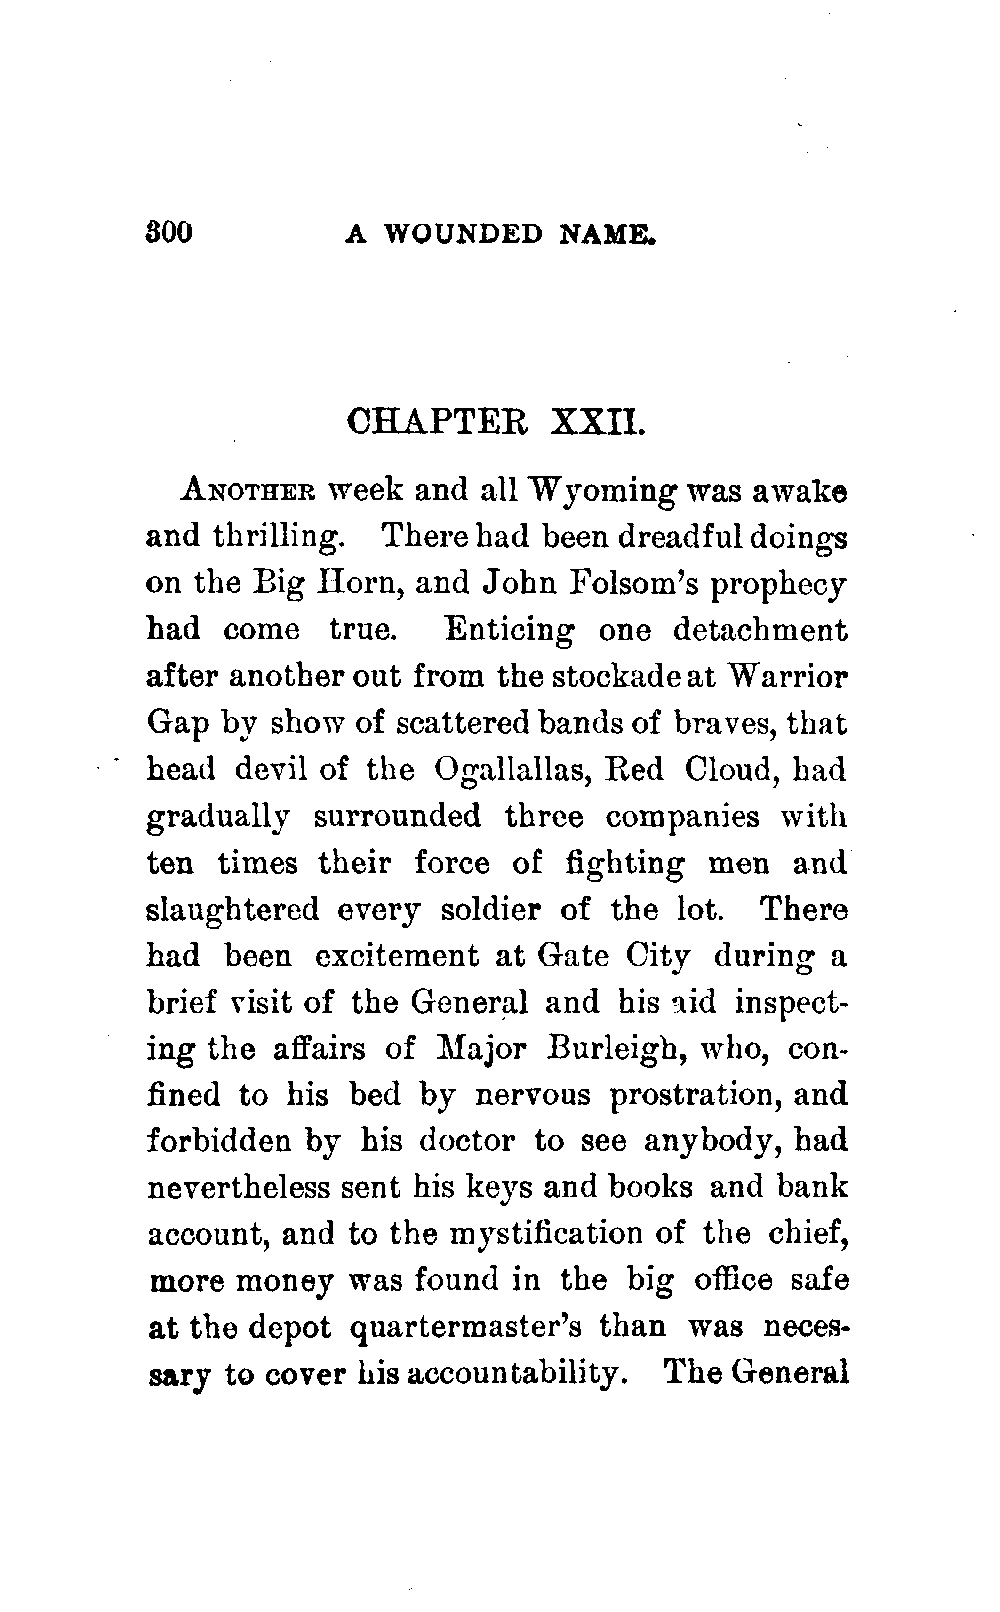 300 A WOUNDED NAME.
CHAPTER XXII.
ANOTHER week and all Wyoming was awake
and thrilling. There had been dreadful doings
on the Big Horn, and John Folsom's prophecy
had come true. Enticing one detachment
after another out from the stockade at Warrior
Gap by show of scattered bands of braves, that
head devil of the Ogallallas, Red Cloud, had
gradually surrounded three companies with
ten times their force of fighting men and
slaughtered every soldier of the lot. There
had been excitement at Gate City during a
brief visit of the General and his aid inspect-
ing the affairs of Major Burleigh, who, con-
fined to his bed by nervous prostration, and
forbidden by his doctor to see anybody, had
nevertheless sent his keys and books and bank
account, and to the mystification of the chief,
more money was found in the big office safe
at the depot quartermaster's than was neces-
sary to cover his accountability. The General